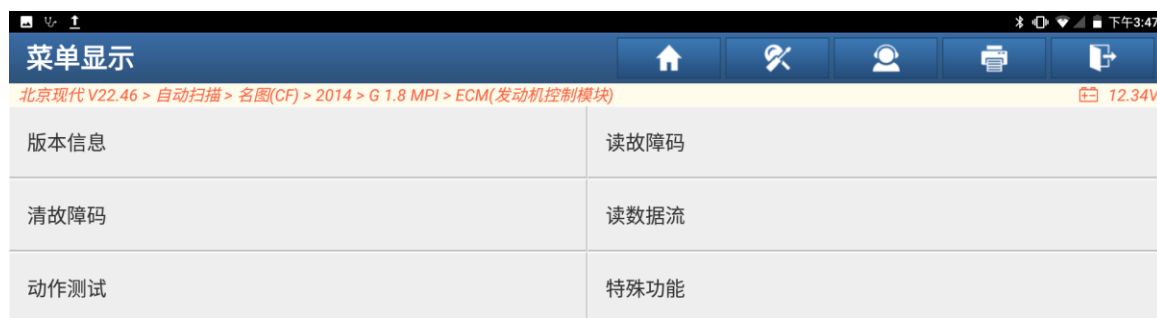 下午3:47
菜单显示
北京现代 V22.46 > 自动扫描 > 名图(CF) > 2014 > G 1.8 MPI > ECM(发动机控制模块) 12.34V
版本信息 读故障码
清故障码 读数据流
动作测试 特殊功能